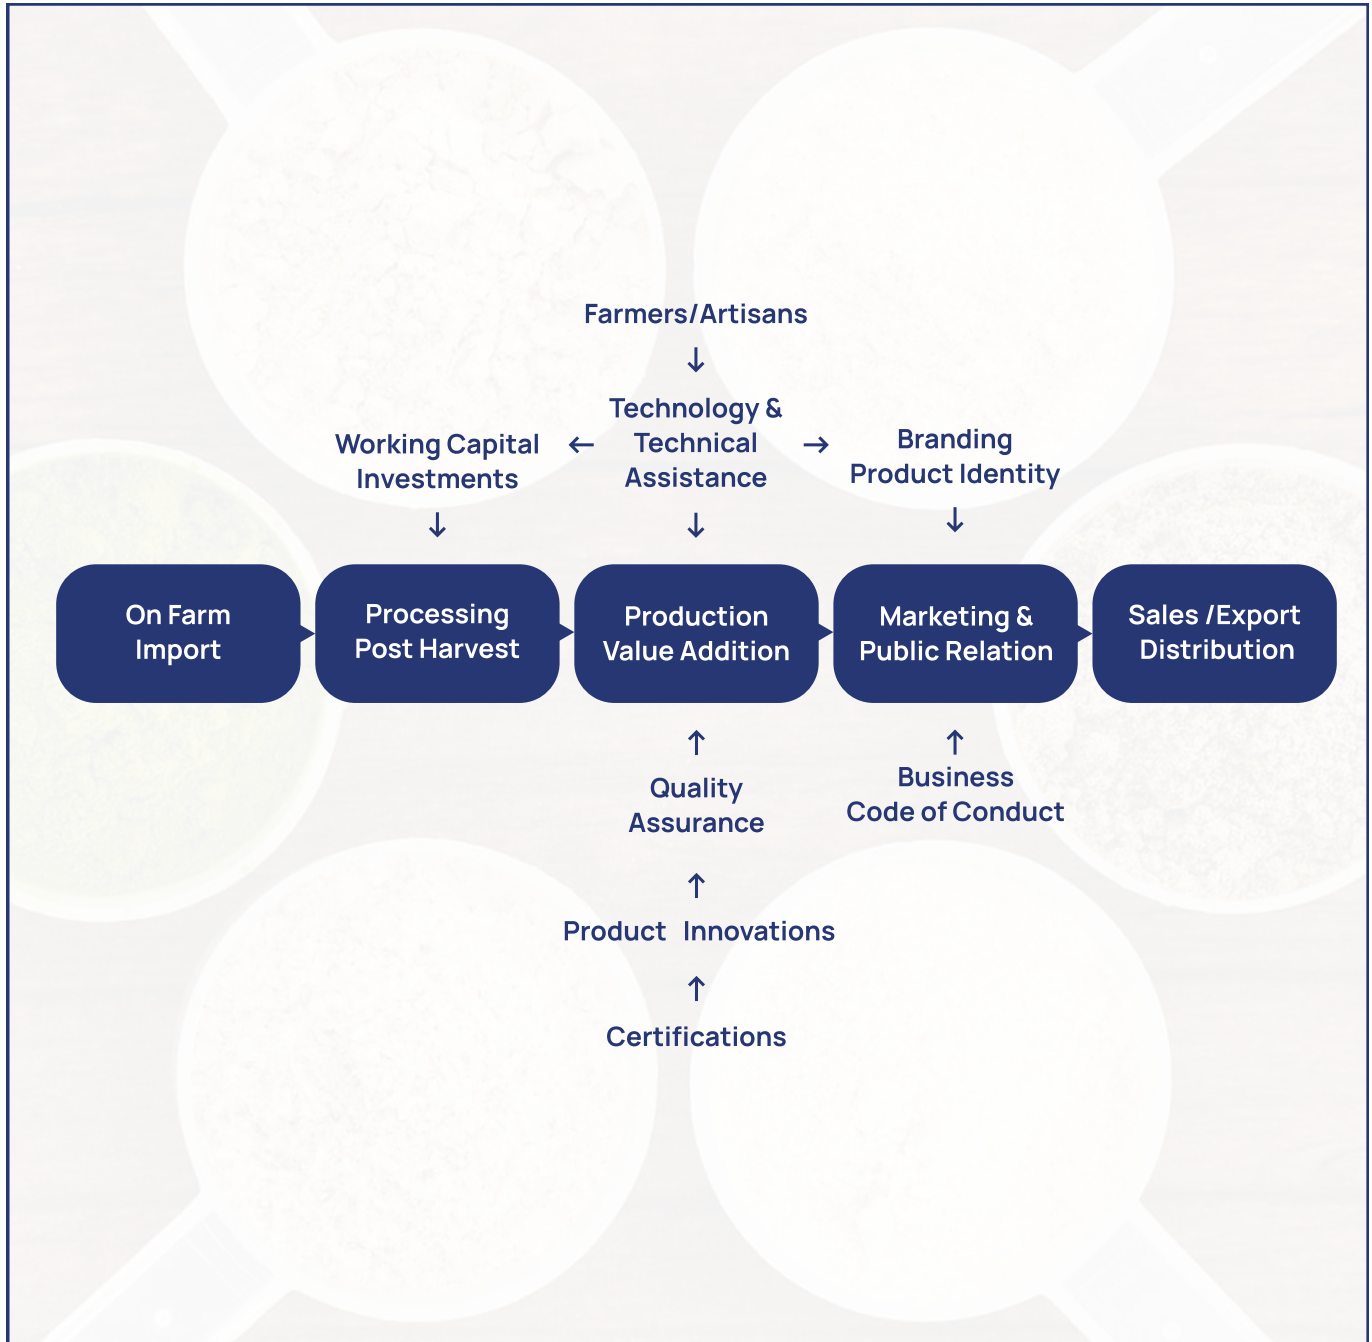 Farmers/Artisans
Technology &
Technical
Assistance
Working Capital
Investments
Branding
Product Identity
On Farm
Import
Processing
Post Harvest
Production
Value Addition
Marketing &
Public Relation
Sales /Export
Distribution
Quality
Assurance
Business
Code of Conduct
Product Innovations
Certifications